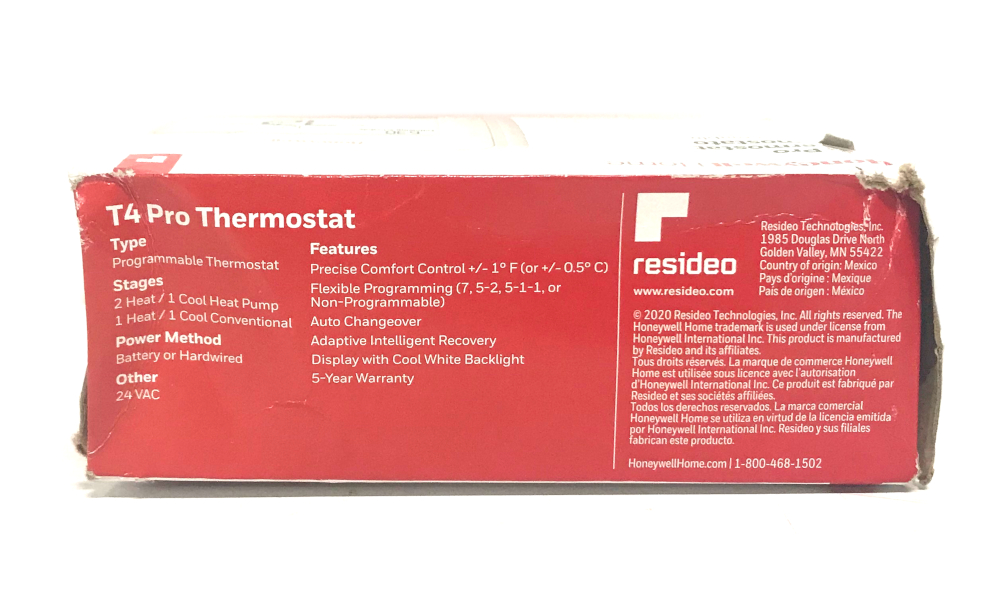 T4 Pro Thermostat
Type
Programmable Thermostat
Stages
2 Heat / 1 Cool Heat Pump
1 Heat / 1 Cool Conventional
Power Method
Battery or Hardwired
Other
24 VAC
Features
Precise Comfort Control +/- 1° F (or +/- 0.5° C)
Flexible Programming (7, 5-2, 5-1-1, or
Non-Programmable)
Auto Changeover
Adaptive Intelligent Recovery
Display with Cool White Backlight
5-Year Warranty
resideo
www.resideo.com
Resideo Technologies, Inc.
1985 Douglas Drive North
Golden Valley, MN 55422
Country of origin: Mexico
Pays d'origine : Mexique
País de origen : México
© 2020 Resideo Technologies, Inc. All rights reserved. The
Honeywell Home trademark is used under license from
Honeywell International Inc. This product is manufactured
by Resideo and its affiliates.
Tous droits réservés. La marque de commerce Honeywell
Home est utilisée sous licence avec l'autorisation
d'Honeywell International Inc. Ce produit est fabriqué par
Resideo et ses sociétés affiliées.
Todos los derechos reservados. La marca comercial
Honeywell Home se utiliza en virtud de la licencia emitida
por Honeywell International Inc. Resideo y sus filiales
fabrican este producto.
HoneywellHome.com | 1-800-468-1502